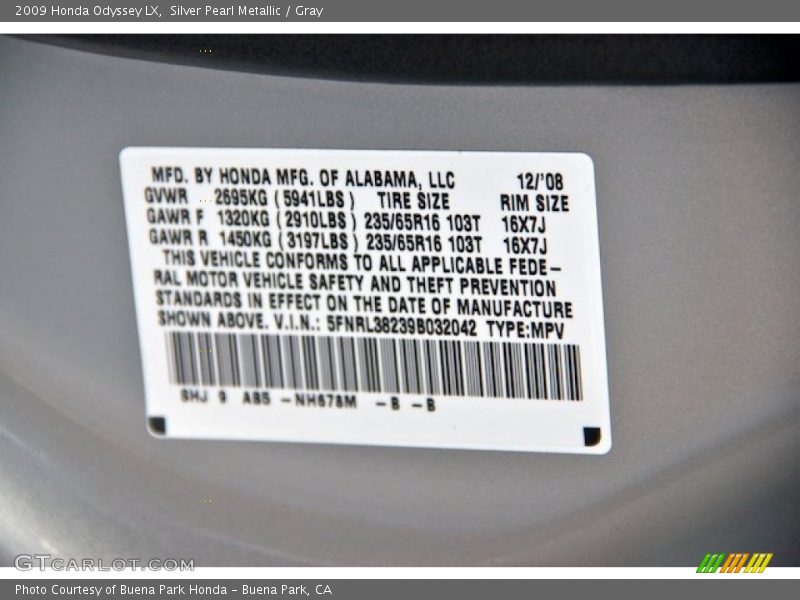 2009 Honda Odyssey LX,  Silver Pearl Metallic / Gray
MFD. BY HONDA MFG. OF ALABAMA, LLC 12/'08
GVWR 2695KG (5941LBS) TIRE SIZE RIM SIZE
GAWR F 1320KG (2910LBS) 235/65R16 103T 16X7J
GAWR R 1450KG (3197LBS) 235/65R16 103T 16X7J
THIS VEHICLE CONFORMS TO ALL APPLICABLE FEDE-
RAL MOTOR VEHICLE SAFETY AND THEFT PREVENTION
STANDARDS IN EFFECT ON THE DATE OF MANUFACTURE
SHOWN ABOVE. V.I.N.: 5FNRL38239B032042 TYPE:MPV
SHJ 9 AB5 -NH678M -B -B
GTCARLOT.COM
Photo Courtesy of Buena Park Honda - Buena Park, CA